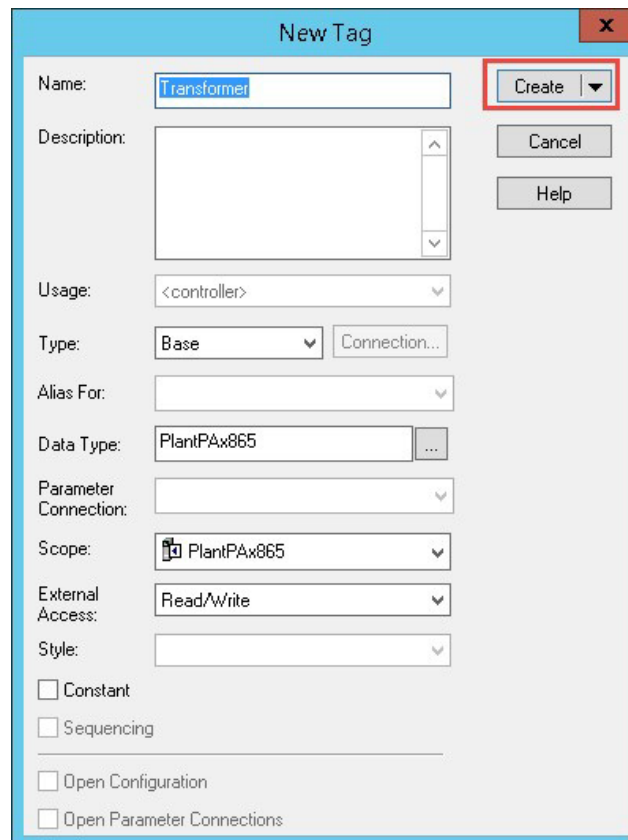 New Tag
x
Name: Transformer
Create
Description:
Cancel
Help
Usage: <controller>
Type: Base Connection...
Alias For:
Data Type: PlantPAx865 ...
Parameter
Connection:
Scope: PlantPAx865
External
Access: Read/Write
Style:
Constant
Sequencing
Open Configuration
Open Parameter Connections